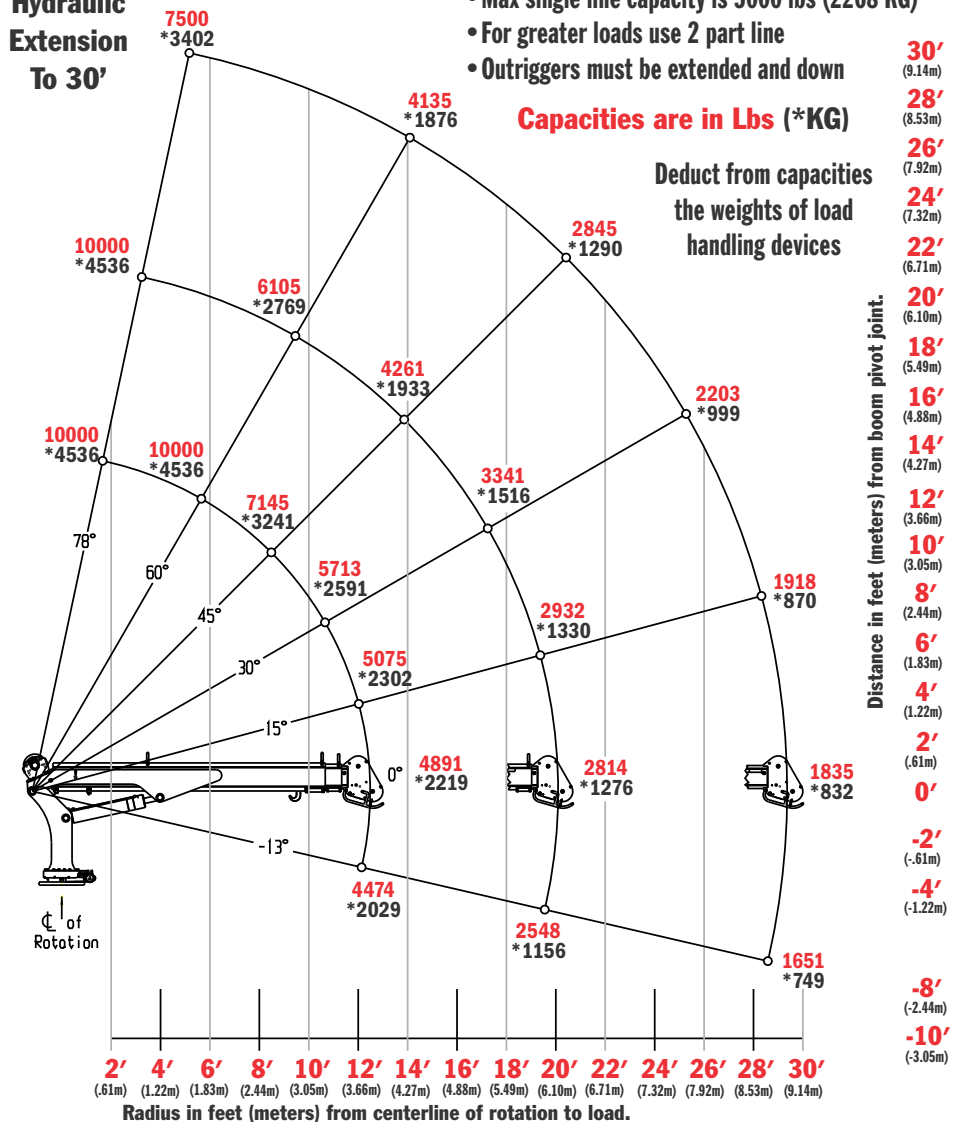 Hydraulic
Extension
To 30'
• Max single line capacity is 5000 lbs (2268 KG)
• For greater loads use 2 part line
• Outriggers must be extended and down
Capacities are in Lbs (*KG)
Deduct from capacities
the weights of load
handling devices
7500
*3402
4135
*1876
2845
*1290
10000
*4536
6105
*2769
4261
*1933
2203
*999
10000
*4536
10000
*4536
7145
*3241
3341
*1516
5713
*2591
1918
*870
2932
*1330
5075
*2302
78°
60°
45°
30°
15°
0°
-13°
4891
*2219
2814
*1276
1835
*832
4474
*2029
2548
*1156
1651
*749
℄ of
Rotation
30'
(9.14m)
28'
(8.53m)
26'
(7.92m)
24'
(7.32m)
22'
(6.71m)
20'
(6.10m)
18'
(5.49m)
16'
(4.88m)
14'
(4.27m)
12'
(3.66m)
10'
(3.05m)
8'
(2.44m)
6'
(1.83m)
4'
(1.22m)
2'
(.61m)
0'
-2'
(-.61m)
-4'
(-1.22m)
-8'
(-2.44m)
-10'
(-3.05m)
Distance in feet (meters) from boom pivot joint.
2' 4' 6' 8' 10' 12' 14' 16' 18' 20' 22' 24' 26' 28' 30'
(.61m) (1.22m) (1.83m) (2.44m) (3.05m) (3.66m) (4.27m) (4.88m) (5.49m) (6.10m) (6.71m) (7.32m) (7.92m) (8.53m) (9.14m)
Radius in feet (meters) from centerline of rotation to load.